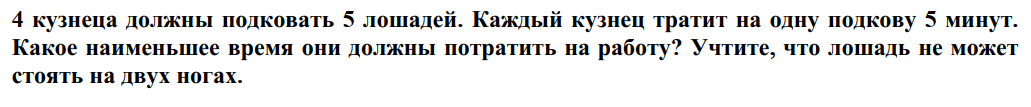 4 кузнеца должны подковать 5 лошадей. Каждый кузнец тратит на одну подкову 5 минут.
Какое наименьшее время они должны потратить на работу? Учтите, что лошадь не может
стоять на двух ногах.